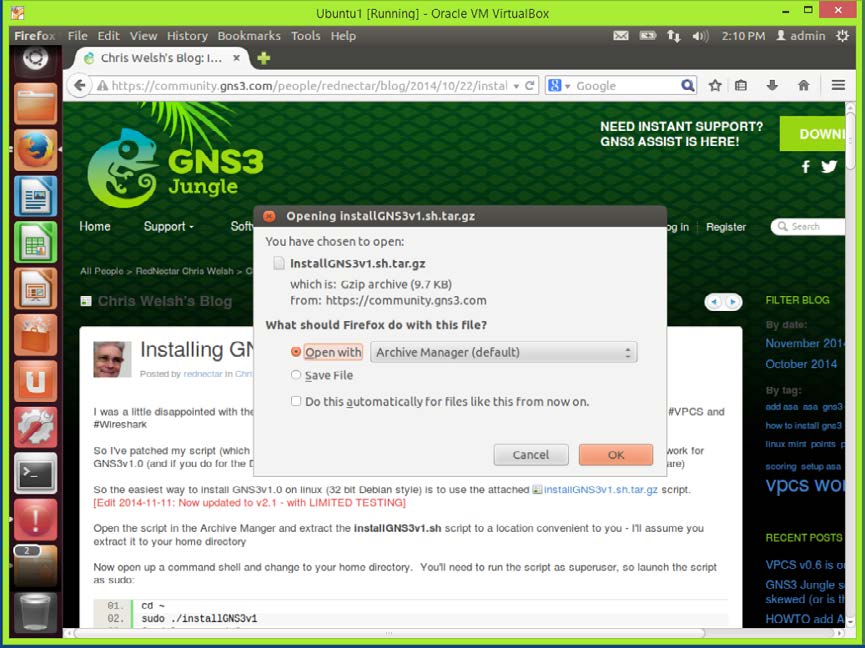 Ubuntu1 [Running] - Oracle VM VirtualBox
Firefox File Edit View History Bookmarks Tools Help 2:10 PM admin
Chris Welsh's Blog: I...
https://community.gns3.com/people/rednectar/blog/2014/10/22/instal
Google
NEED INSTANT SUPPORT?
GNS3 ASSIST IS HERE!
DOWN
GNS3
Jungle
Home Support Soft
og in Register Search
All People > RedNectar Chris Welsh > C
Chris Welsh's Blog
FILTER BLOG
By date:
November 2014
October 2014
By tag:
add asa asa gns3
how to install gns3
linux mint points p
scoring setup asa
vpcs wo
RECENT POSTS
VPCS v0.6 is ou
GNS3 Jungle s
skewed (or is th
HOWTO add A
Opening installGNS3v1.sh.tar.gz
You have chosen to open:
installGNS3v1.sh.tar.gz
which is: Gzip archive (9.7 KB)
from: https://community.gns3.com
What should Firefox do with this file?
Open with Archive Manager (default)
Save File
Do this automatically for files like this from now on.
Cancel OK
Installing GN
Posted by rednectar in Chri
I was a little disappointed with the
#VPCS and
#Wireshark
So I've patched my script (which
work for
GNS3v1.0 (and if you do for the D
are)
So the easiest way to install GNS3v1.0 on linux (32 bit Debian style) is to use the attached installGNS3v1.sh.tar.gz script.
[Edit 2014-11-11: Now updated to v2.1 - with LIMITED TESTING]
Open the script in the Archive Manger and extract the installGNS3v1.sh script to a location convenient to you - I'll assume you
extract it to your home directory
Now open up a command shell and change to your home directory. You'll need to run the script as superuser, so launch the script
as sudo:
01. cd ~
02. sudo ./installGNS3v1
2